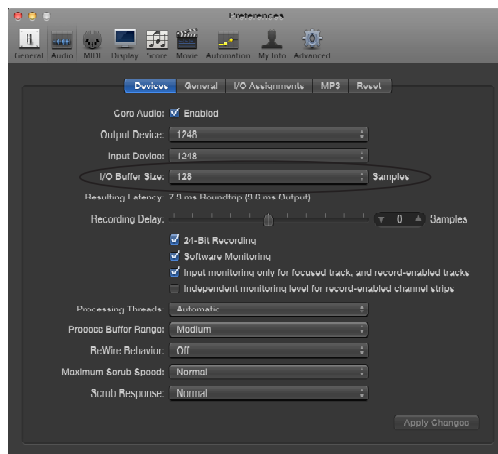 Preferences
General Audio MIDI Display Score Movie Automation My Info Advanced
Devices General I/O Assignments MP3 Reset
Core Audio: Enabled
Output Device: 1248
Input Device: 1248
I/O Buffer Size: 128 Samples
Resulting Latency: ms Roundtrip ( ms Output)
Recording Delay: 0 Samples
24-Bit Recording
Software Monitoring
Input monitoring only for focused track, and record-enabled tracks
Independent monitoring level for record-enabled channel strips
Processing Threads: Automatic
Process Buffer Range: Medium
ReWire Behavior: Off
Maximum Scrub Speed: Normal
Scrub Response: Normal
Apply Changes